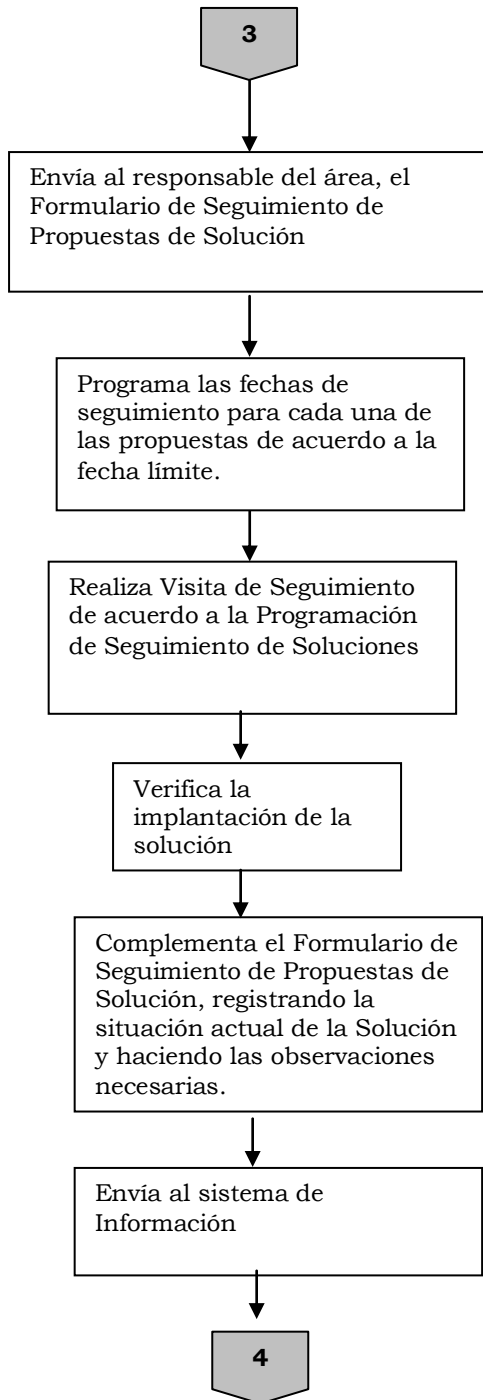 3
Envía al responsable del área, el
Formulario de Seguimiento de
Propuestas de Solución
Programa las fechas de
seguimiento para cada una de
las propuestas de acuerdo a la
fecha límite.
Realiza Visita de Seguimiento
de acuerdo a la Programación
de Seguimiento de Soluciones
Verifica la
implantación de la
solución
Complementa el Formulario de
Seguimiento de Propuestas de
Solución, registrando la
situación actual de la Solución
y haciendo las observaciones
necesarias.
Envía al sistema de
Información
4